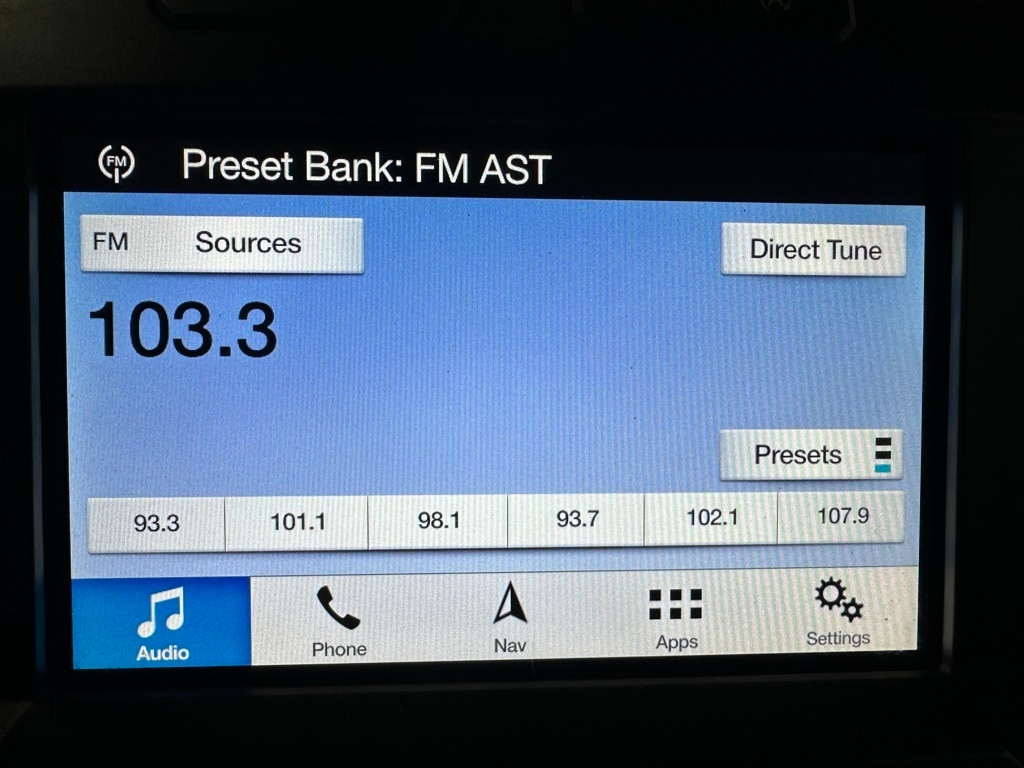 FM Preset Bank: FM AST
FM Sources Direct Tune
103.3
Presets
93.3 101.1 98.1 93.7 102.1 107.9
Audio Phone Nav Apps Settings